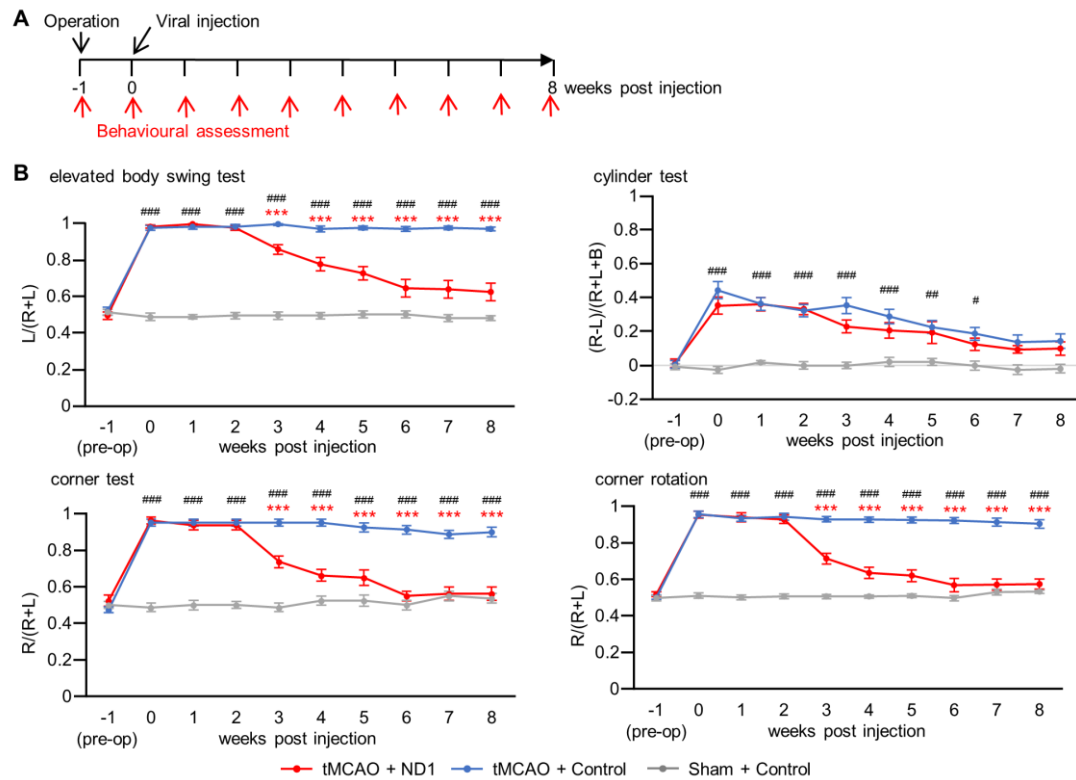 A
Operation Viral injection
-1 0 8 weeks post injection
Behavioural assessment
B
elevated body swing test
### ### ### ### ### ### ### ### ###
*** *** *** *** *** ***
1
0.8
0.6
0.4
0.2
0
L/(R+L)
-1 0 1 2 3 4 5 6 7 8
(pre-op) weeks post injection
cylinder test
### ### ### ### ### ## #
1
0.8
0.6
0.4
0.2
0
-0.2
(R-L)/(R+L+B)
-1 0 1 2 3 4 5 6 7 8
(pre-op) weeks post injection
corner test
### ### ### ### ### ### ### ### ###
*** *** *** *** *** ***
1
0.8
0.6
0.4
0.2
0
R/(R+L)
-1 0 1 2 3 4 5 6 7 8
(pre-op) weeks post injection
corner rotation
### ### ### ### ### ### ### ### ###
*** *** *** *** *** ***
1
0.8
0.6
0.4
0.2
0
R/(R+L)
-1 0 1 2 3 4 5 6 7 8
(pre-op) weeks post injection
tMCAO + ND1 tMCAO + Control Sham + Control